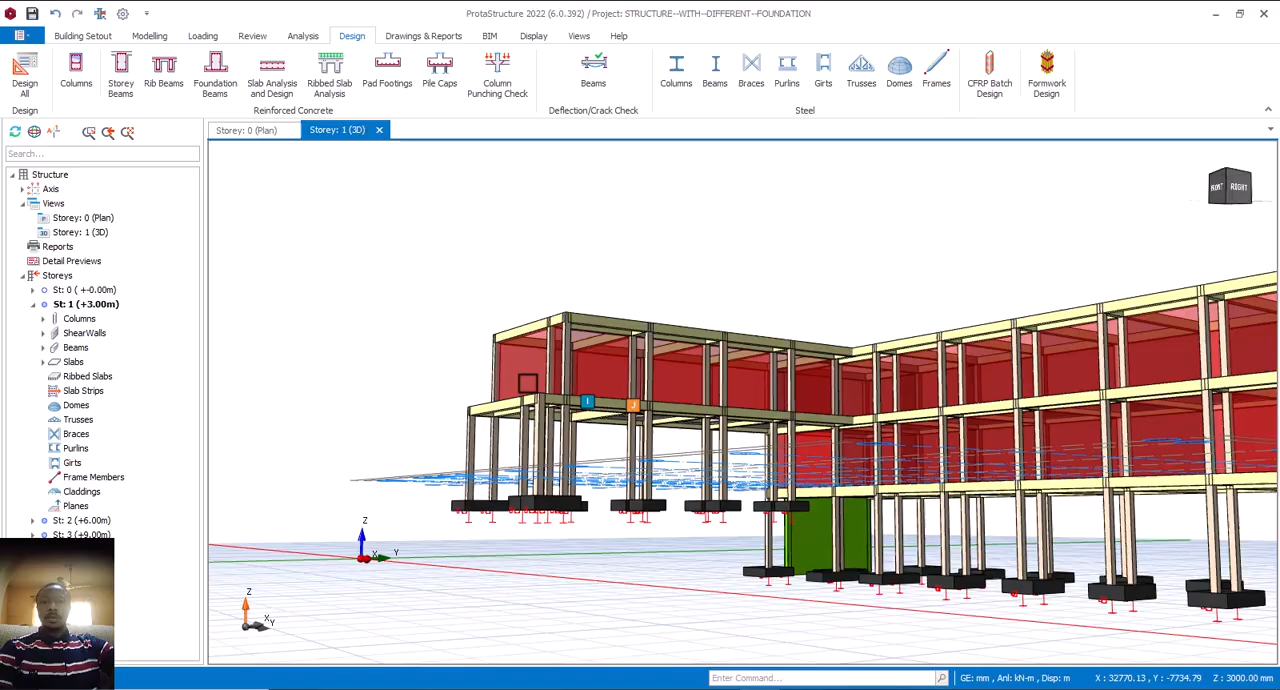 ProtaStructure 2022 (6.0.392) / Project: STRUCTURE--WITH--DIFFERENT--FOUNDATION
Building Setout Modelling Loading Review Analysis Design Drawings & Reports BIM Display Views Help
Design All
Columns
Storey Beams
Rib Beams
Foundation Beams
Slab Analysis and Design
Ribbed Slab Analysis
Pad Footings
Pile Caps
Column Punching Check
Beams
Columns
Beams
Braces
Purlins
Girts
Trusses
Domes
Frames
CFRP Batch Design
Formwork Design
Design Reinforced Concrete Deflection/Crack Check Steel
Storey: 0 (Plan) Storey: 1 (3D)
Search...
Structure
Axis
Views
Storey: 0 (Plan)
Storey: 1 (3D)
Reports
Detail Previews
Storeys
St: 0 ( +-0.00m)
St: 1 (+3.00m)
Columns
ShearWalls
Beams
Slabs
Ribbed Slabs
Slab Strips
Domes
Trusses
Braces
Purlins
Girts
Frame Members
Claddings
Planes
St: 2 (+6.00m)
St: 3 (+9.00m)
RIGHT
I J
Z
X Y
Z
X Y
Enter Command...
GE: mm , Anl: kN-m , Disp: m X : 32770.13 , Y : -7734.79 Z : 3000.00 mm